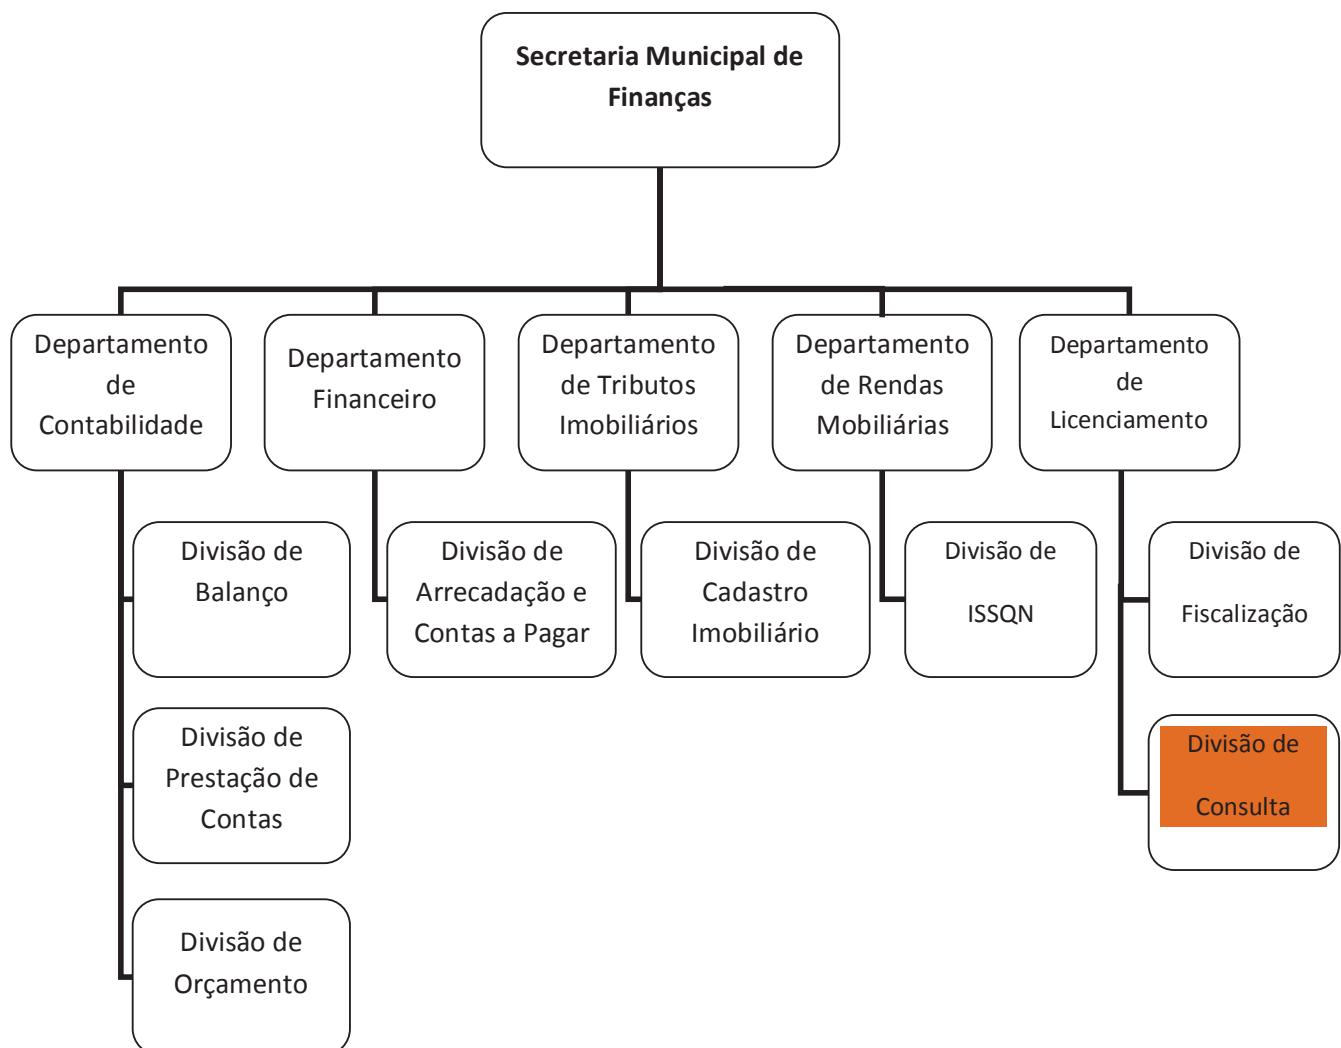 Secretaria Municipal de
Finanças
Departamento
de
Contabilidade
Departamento
Financeiro
Departamento
de Tributos
Imobiliários
Departamento
de Rendas
Mobiliárias
Departamento
de
Licenciamento
Divisão de
Balanço
Divisão de
Arrecadação e
Contas a Pagar
Divisão de
Cadastro
Imobiliário
Divisão de
ISSQN
Divisão de
Fiscalização
Divisão de
Prestação de
Contas
Divisão de
Consulta
Divisão de
Orçamento